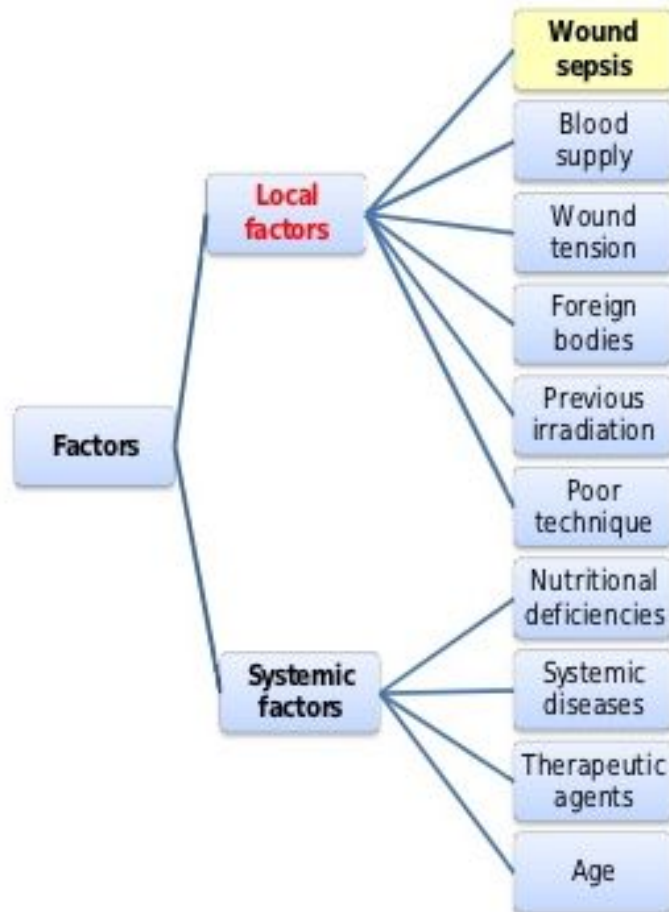 Wound
sepsis
Blood
supply
Local
factors
Wound
tension
Foreign
bodies
Previous
irradiation
Factors
Poor
technique
Nutritional
deficiencies
Systemic
factors
Systemic
diseases
Therapeutic
agents
Age